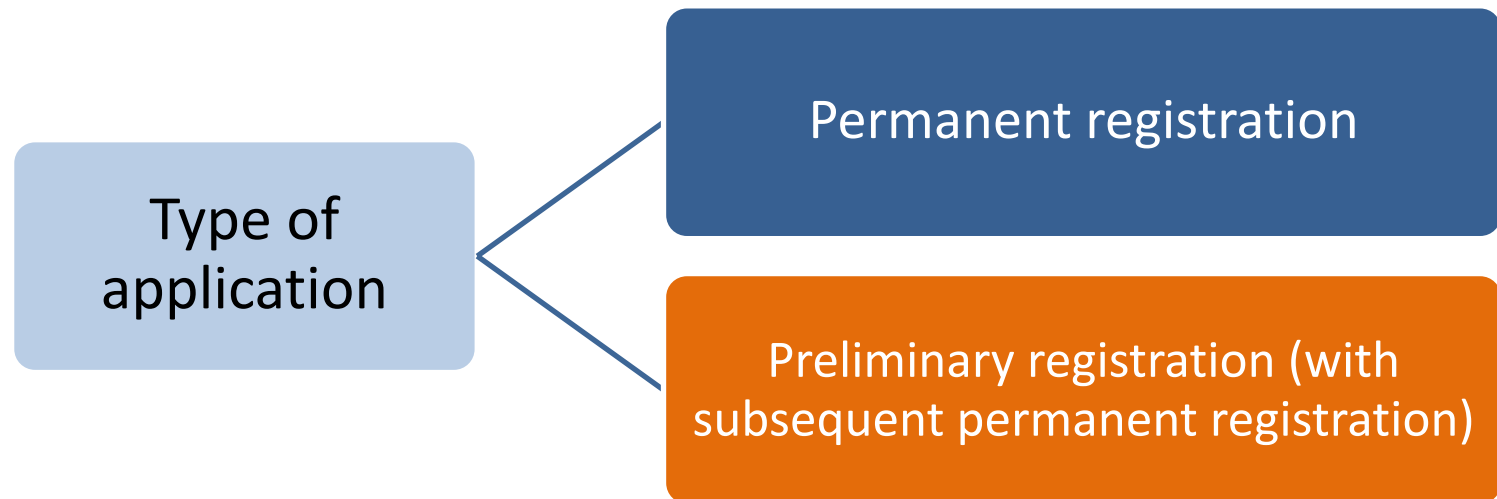 Type of
application
Permanent registration
Preliminary registration (with
subsequent permanent registration)